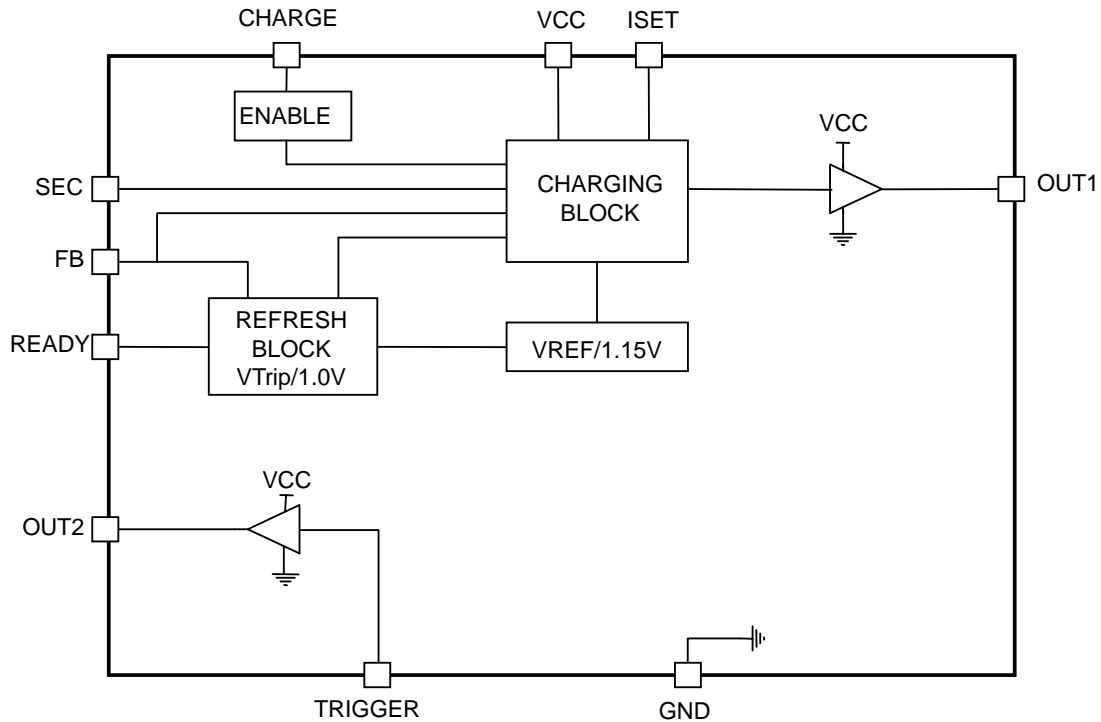 CHARGE
VCC
ISET
ENABLE
VCC
SEC
CHARGING
BLOCK
OUT1
FB
REFRESH
BLOCK
VTrip/1.0V
READY
VREF/1.15V
VCC
OUT2
TRIGGER
GND